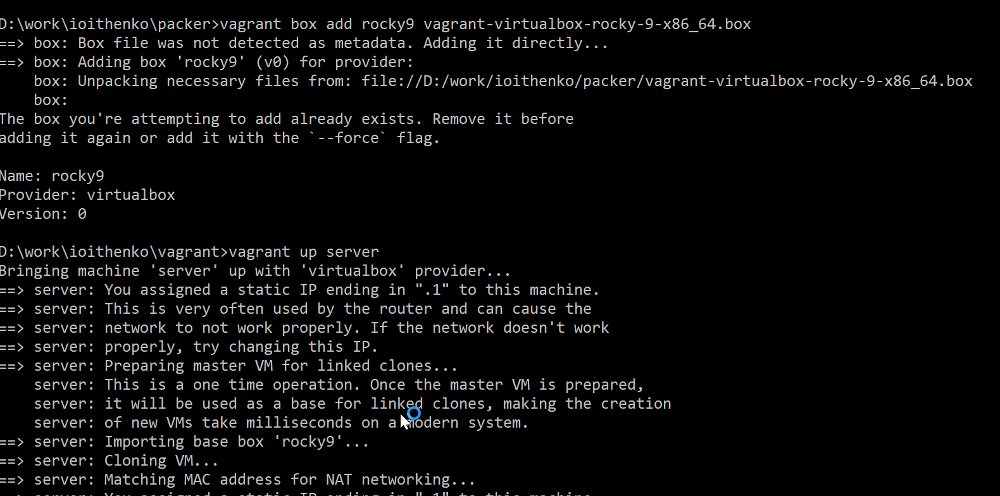 D:\work\ioithenko\packer>vagrant box add rocky9 vagrant-virtualbox-rocky-9-x86_64.box
==> box: Box file was not detected as metadata. Adding it directly...
==> box: Adding box 'rocky9' (v0) for provider:
box: Unpacking necessary files from: file://D:/work/ioithenko/packer/vagrant-virtualbox-rocky-9-x86_64.box
box:
The box you're attempting to add already exists. Remove it before
adding it again or add it with the `--force` flag.
Name: rocky9
Provider: virtualbox
Version: 0
D:\work\ioithenko\vagrant>vagrant up server
Bringing machine 'server' up with 'virtualbox' provider...
==> server: You assigned a static IP ending in ".1" to this machine.
==> server: This is very often used by the router and can cause the
==> server: network to not work properly. If the network doesn't work
==> server: properly, try changing this IP.
==> server: Preparing master VM for linked clones...
server: This is a one time operation. Once the master VM is prepared,
server: it will be used as a base for linked clones, making the creation
server: of new VMs take milliseconds on a modern system.
==> server: Importing base box 'rocky9'...
==> server: Cloning VM...
==> server: Matching MAC address for NAT networking...
==> server: You assigned a static IP ending in ".1" to this machine.